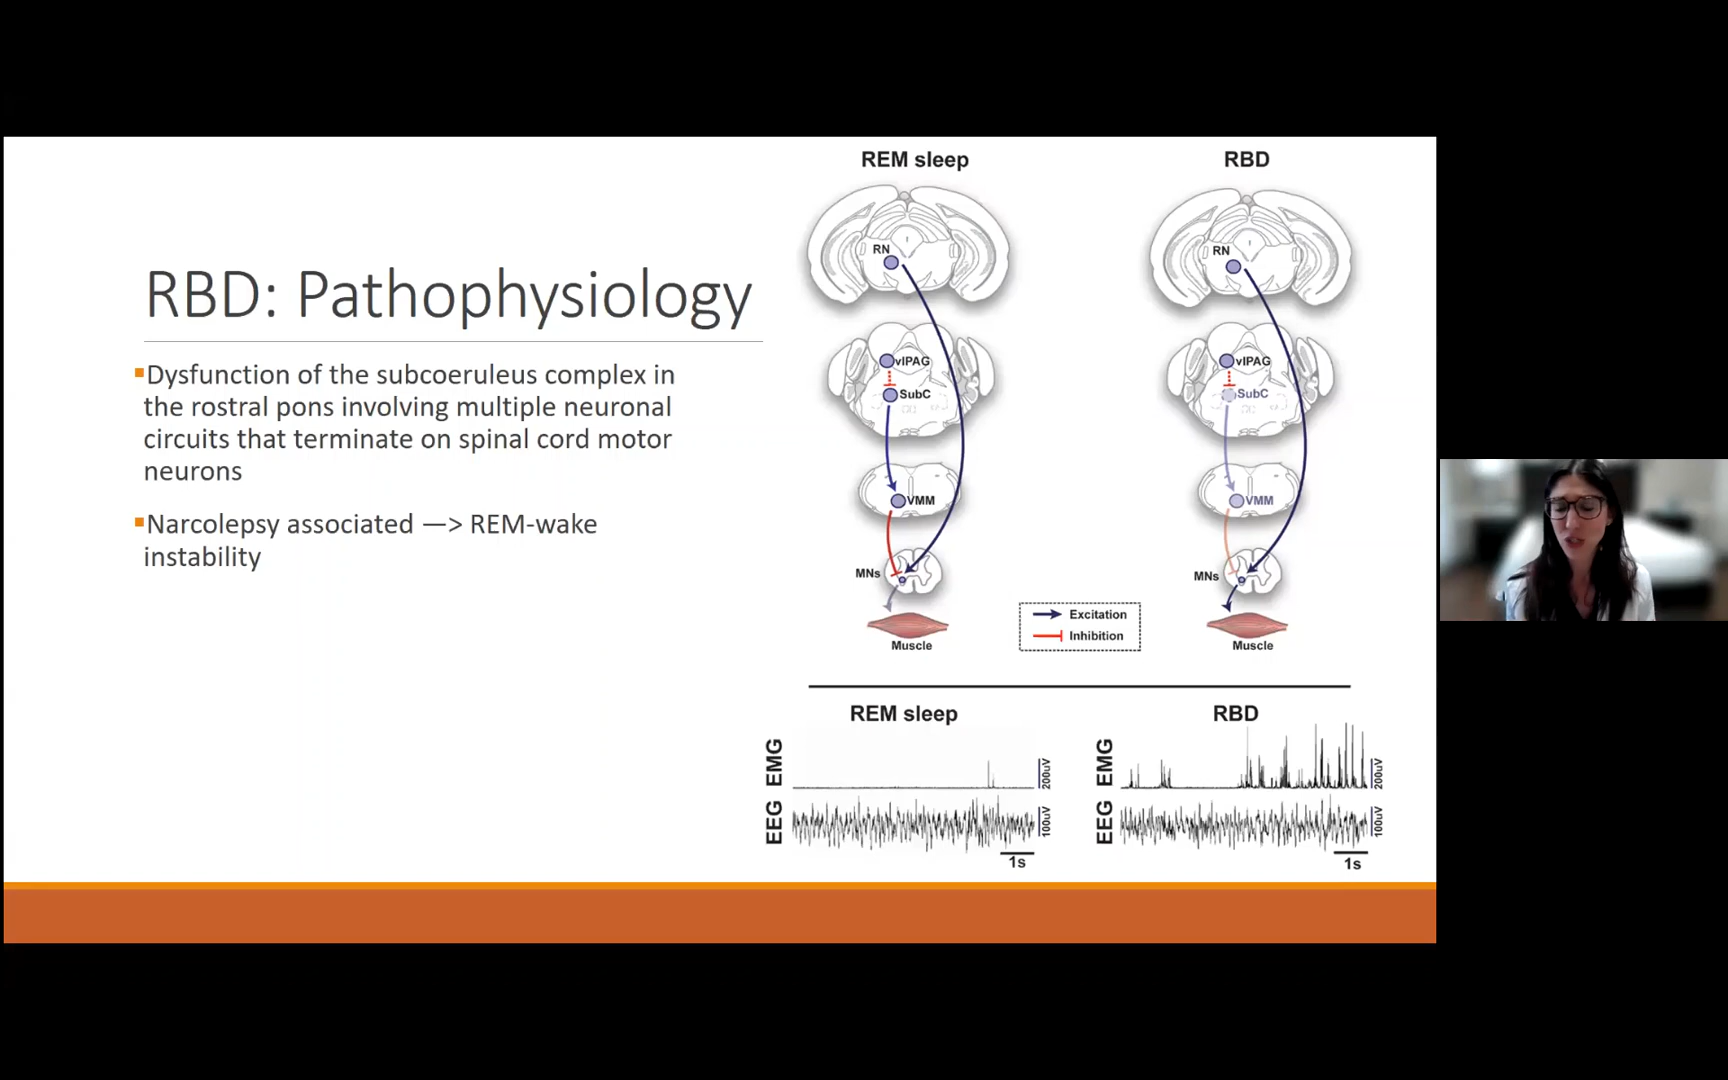 RBD: Pathophysiology
▪Dysfunction of the subcoeruleus complex in
the rostral pons involving multiple neuronal
circuits that terminate on spinal cord motor
neurons
▪Narcolepsy associated —> REM-wake
instability
REM sleep
RN
vlPAG
SubC
VMM
MNs
Muscle
RBD
RN
vlPAG
SubC
VMM
MNs
Muscle
Excitation
Inhibition
REM sleep
EMG
200uV
EEG
100uV
1s
RBD
EMG
200uV
EEG
100uV
1s